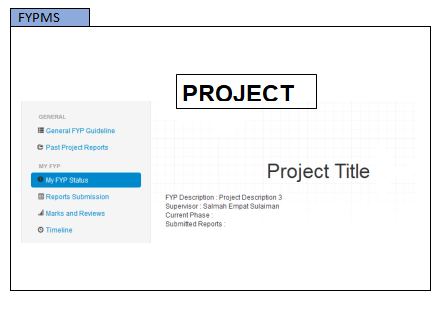 FYPMS
PROJECT
GENERAL
General FYP Guideline
Past Project Reports
MY FYP
My FYP Status
Reports Submission
Marks and Reviews
Timeline
Project Title
FYP Description : Project Description 3
Supervisor : Salmah Empat Sulaiman
Current Phase :
Submitted Reports :